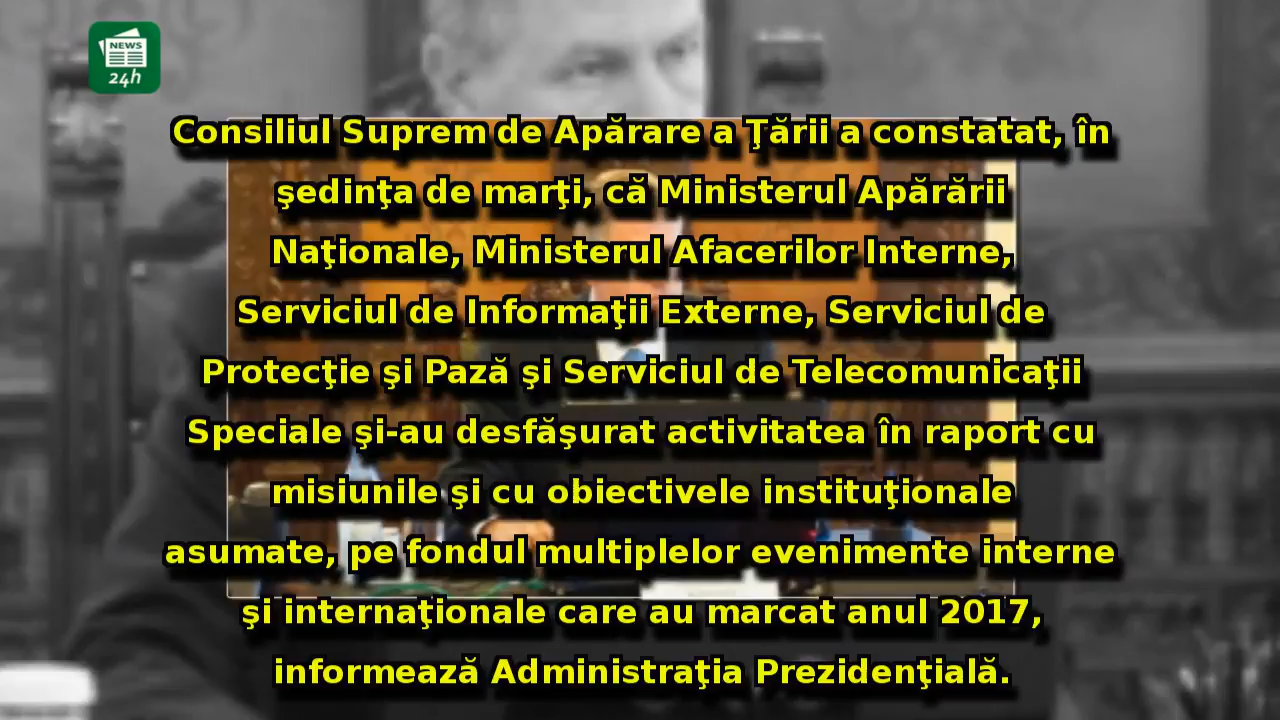 NEWS
24h
Consiliul Suprem de Apărare a Ţării a constatat, în
şedinţa de marţi, că Ministerul Apărării
Naţionale, Ministerul Afacerilor Interne,
Serviciul de Informaţii Externe, Serviciul de
Protecţie şi Pază şi Serviciul de Telecomunicaţii
Speciale şi-au desfăşurat activitatea în raport cu
misiunile şi cu obiectivele instituţionale
asumate, pe fondul multiplelor evenimente interne
şi internaţionale care au marcat anul 2017,
informează Administraţia Prezidenţială.